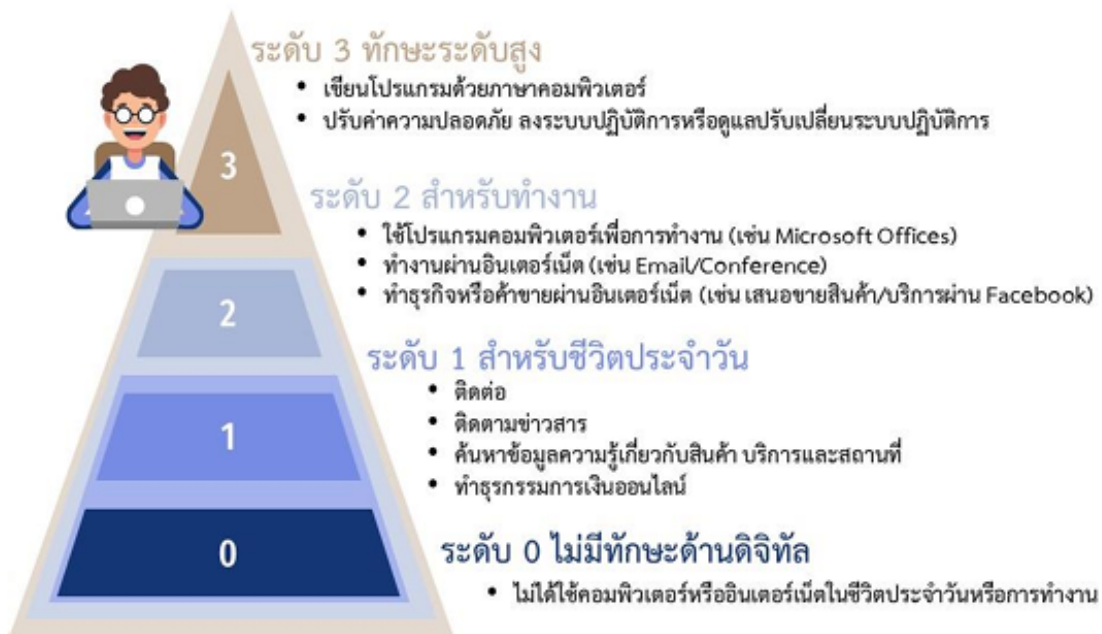 ระดับ 3 ทักษะระดับสูง
• เขียนโปรแกรมด้วยภาษาคอมพิวเตอร์
• ปรับค่าความปลอดภัย ลงระบบปฏิบัติการหรือดูแลปรับเปลี่ยนระบบปฏิบัติการ
3
ระดับ 2 สำหรับทำงาน
• ใช้โปรแกรมคอมพิวเตอร์เพื่อการทำงาน (เช่น Microsoft Offices)
• ทำงานผ่านอินเตอร์เน็ต (เช่น Email/Conference)
• ทำธุรกิจหรือค้าขายผ่านอินเตอร์เน็ต (เช่น เสนอขายสินค้า/บริการผ่าน Facebook)
2
ระดับ 1 สำหรับชีวิตประจำวัน
• ติดต่อ
• ติดตามข่าวสาร
• ค้นหาข้อมูลความรู้เกี่ยวกับสินค้า บริการและสถานที่
• ทำธุรกรรมการเงินออนไลน์
1
ระดับ 0 ไม่มีทักษะด้านดิจิทัล
• ไม่ได้ใช้คอมพิวเตอร์หรืออินเตอร์เน็ตในชีวิตประจำวันหรือการทำงาน
0